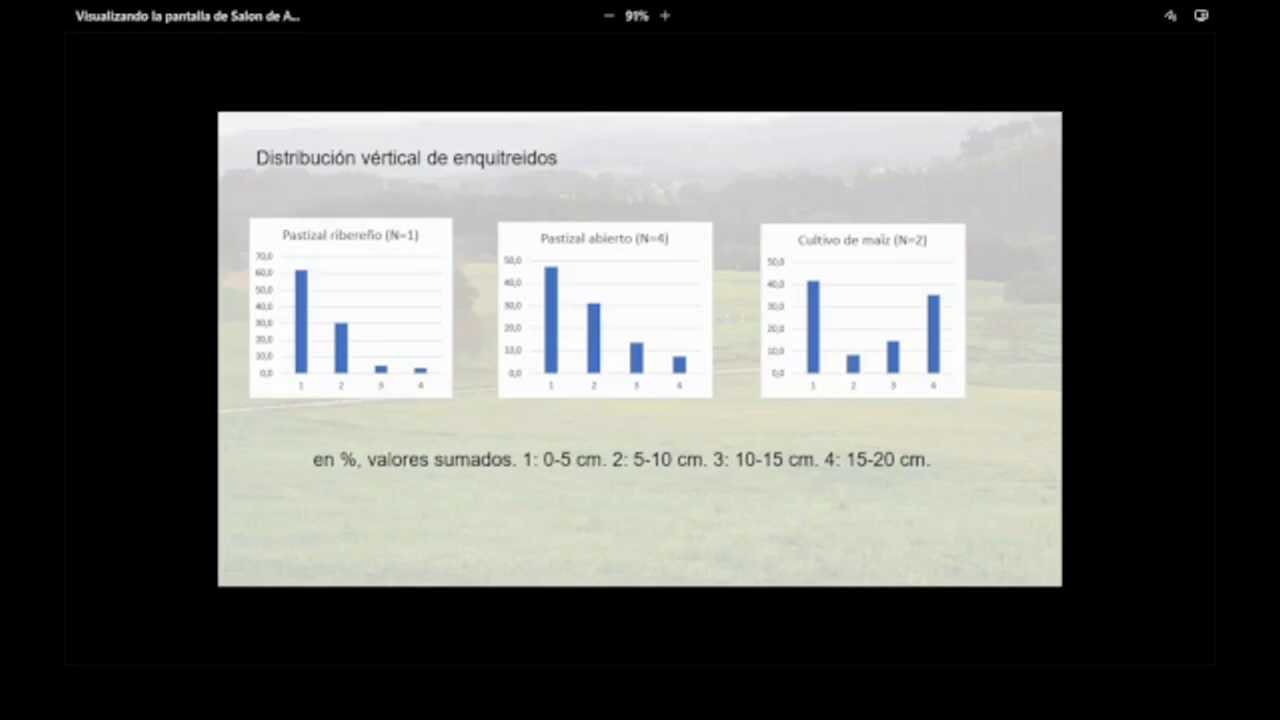 Visualizando la pantalla de Salon de A...
91%
Distribución vértical de enquitreidos
Pastizal ribereño (N=1)
70,0
60,0
50,0
40,0
30,0
20,0
10,0
0,0
1 2 3 4
Pastizal abierto (N=4)
50,0
40,0
30,0
20,0
10,0
0,0
1 2 3 4
Cultivo de maíz (N=2)
50,0
40,0
30,0
20,0
10,0
0,0
1 2 3 4
en %, valores sumados. 1: 0-5 cm. 2: 5-10 cm. 3: 10-15 cm. 4: 15-20 cm.